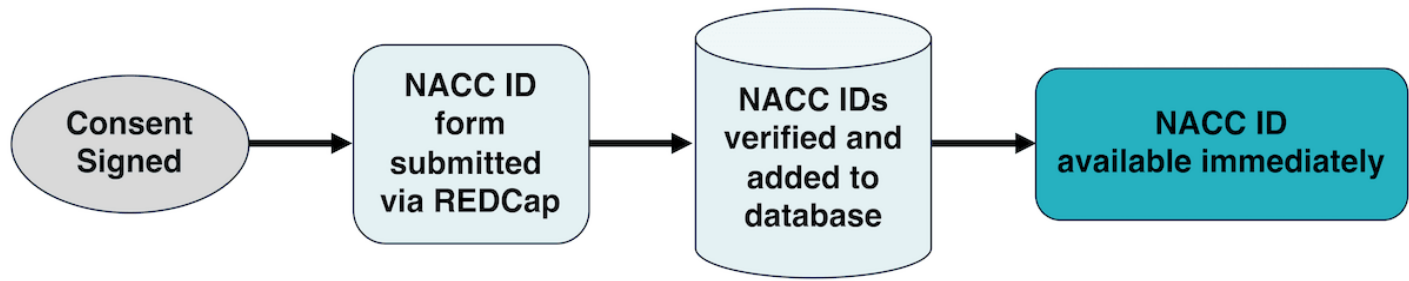 Consent
Signed
NACC ID
form
submitted
via REDCap
NACC IDs
verified and
added to
database
NACC ID
available immediately